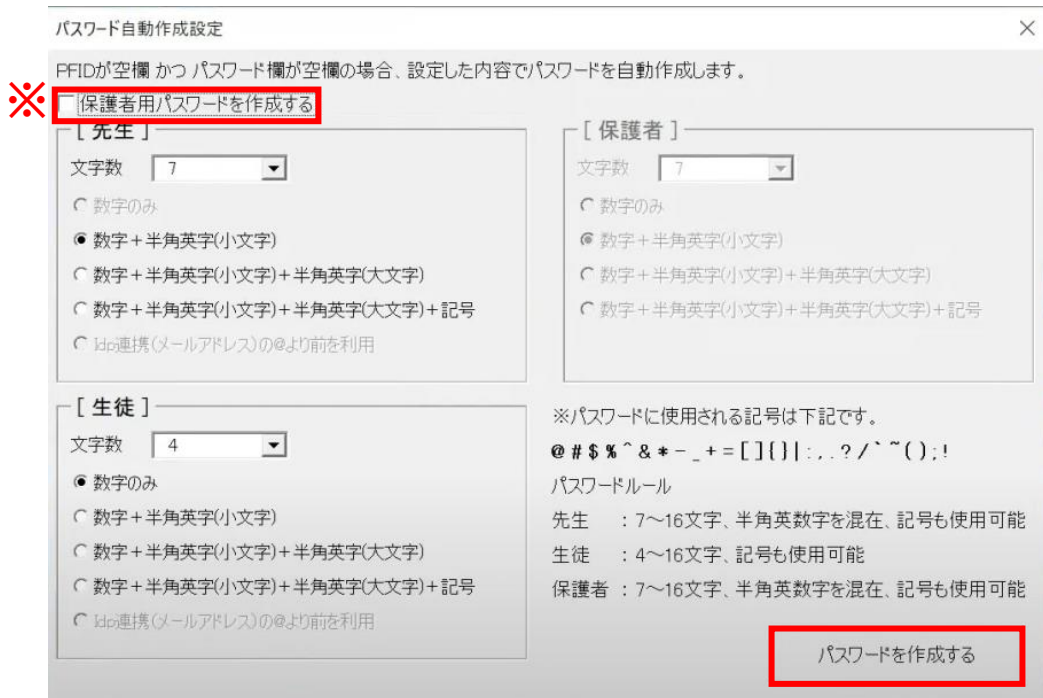 パスワード自動作成設定
PFIDが空欄 かつ パスワード欄が空欄の場合、設定した内容でパスワードを自動作成します。
※ 保護者用パスワードを作成する
[ 先生 ]
文字数 7
数字のみ
数字+半角英字(小文字)
数字+半角英字(小文字)+半角英字(大文字)
数字+半角英字(小文字)+半角英字(大文字)+記号
Idp連携(メールアドレス)の@より前を利用
[ 保護者 ]
文字数 7
数字のみ
数字+半角英字(小文字)
数字+半角英字(小文字)+半角英字(大文字)
数字+半角英字(小文字)+半角英字(大文字)+記号
[ 生徒 ]
文字数 4
数字のみ
数字+半角英字(小文字)
数字+半角英字(小文字)+半角英字(大文字)
数字+半角英字(小文字)+半角英字(大文字)+記号
Idp連携(メールアドレス)の@より前を利用
※パスワードに使用される記号は下記です。
@#$%^&*-_+=[]{}|:,.?/`~();!
パスワードルール
先生 :7~16文字、半角英数字を混在、記号も使用可能
生徒 :4~16文字、記号も使用可能
保護者 :7~16文字、半角英数字を混在、記号も使用可能
パスワードを作成する